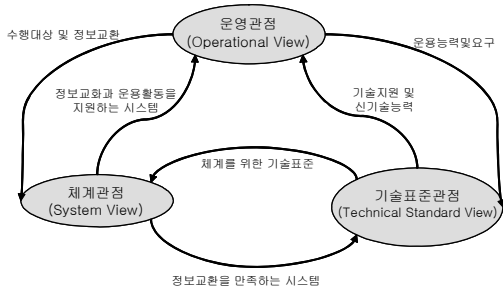 운영관점
(Operational View)
수행대상 및 정보교환
운용능력및요구
정보교화과 운용활동을
지원하는 시스템
기술지원 및
신기술능력
체계를 위한 기술표준
체계관점
(System View)
기술표준관점
(Technical Standard View)
정보교환을 만족하는 시스템